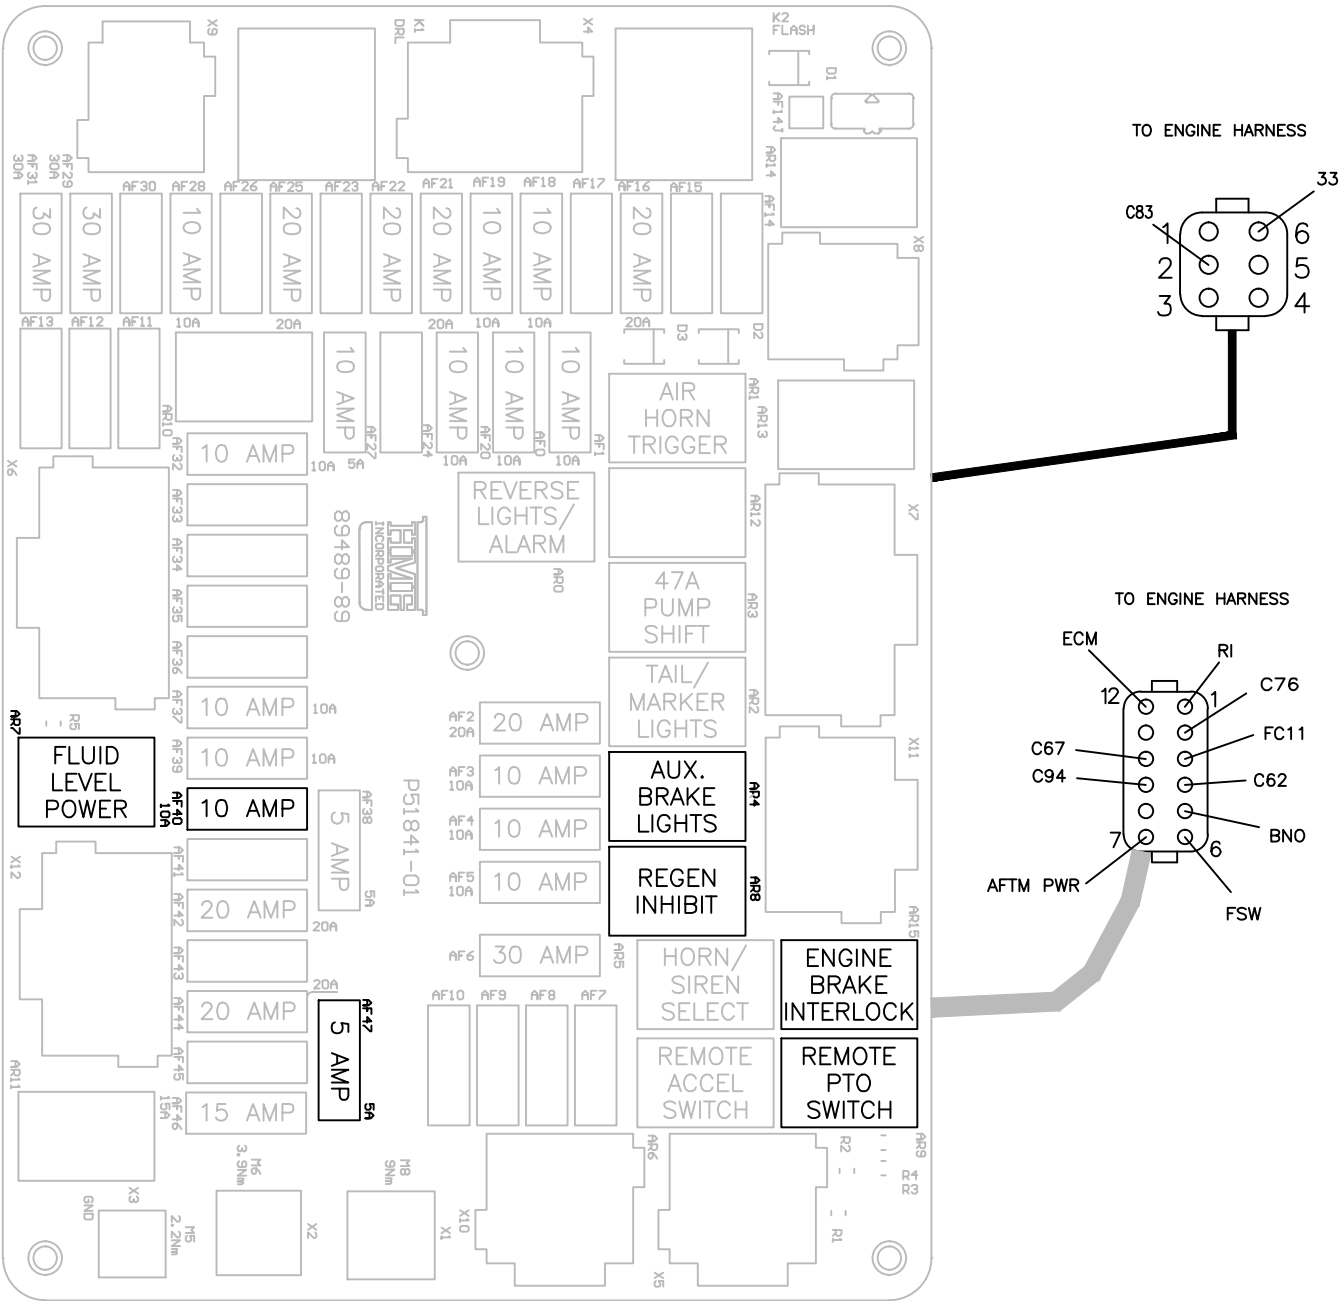 X9
DRL
K1
X4
K2
FLASH
D1
AF14J
AR14
TO ENGINE HARNESS
33
C83
1
2
3
6
5
4
AF31
30A
AF29
30A
AF30
AF28
AF26
AF25
AF23
AF22
AF21
AF19
AF18
AF17
AF16
AF15
AF14
X8
30 AMP
30 AMP
10 AMP
20 AMP
20 AMP
20 AMP
10 AMP
10 AMP
20 AMP
AF13
AF12
AF11
10A
20A
20A
10A
10A
20A
D3
D2
AR10
10 AMP
10 AMP
10 AMP
10 AMP
AF27
5A
AF24
AF20
10A
AF0
10A
AF1
10A
AIR
HORN
TRIGGER
AR1
AR13
X6
AF32
10 AMP
10A
AF33
AF34
AF35
AF36
AF37
10 AMP
10A
89489-89
HME
INCORPORATED
REVERSE
LIGHTS/
ALARM
AR0
AR12
X7
47A
PUMP
SHIFT
AR3
TAIL/
MARKER
LIGHTS
AR2
TO ENGINE HARNESS
ECM
RI
12
1
C76
FC11
C67
C94
C62
BNO
7
6
AFTM PWR
FSW
AR7
R5
FLUID
LEVEL
POWER
AF39
10 AMP
10A
AF40
10A
10 AMP
AF2
20A
20 AMP
AF3
10A
10 AMP
AF4
10A
10 AMP
AF5
10A
10 AMP
AF6
30 AMP
AUX.
BRAKE
LIGHTS
AR4
X11
REGEN
INHIBIT
AR8
AR15
AF38
5 AMP
5A
P51841-01
X12
AF41
AF42
20 AMP
20A
AF43
20A
AF44
20 AMP
AF45
AF47
5 AMP
5A
AR5
HORN/
SIREN
SELECT
ENGINE
BRAKE
INTERLOCK
AF10
AF9
AF8
AF7
REMOTE
ACCEL
SWITCH
REMOTE
PTO
SWITCH
AR11
AF46
15A
15 AMP
AR6
R2
AR9
R4
R3
R1
M6
3.9Nm
M8
9Nm
X3
GND
M5
2.2Nm
X2
X1
X10
X5